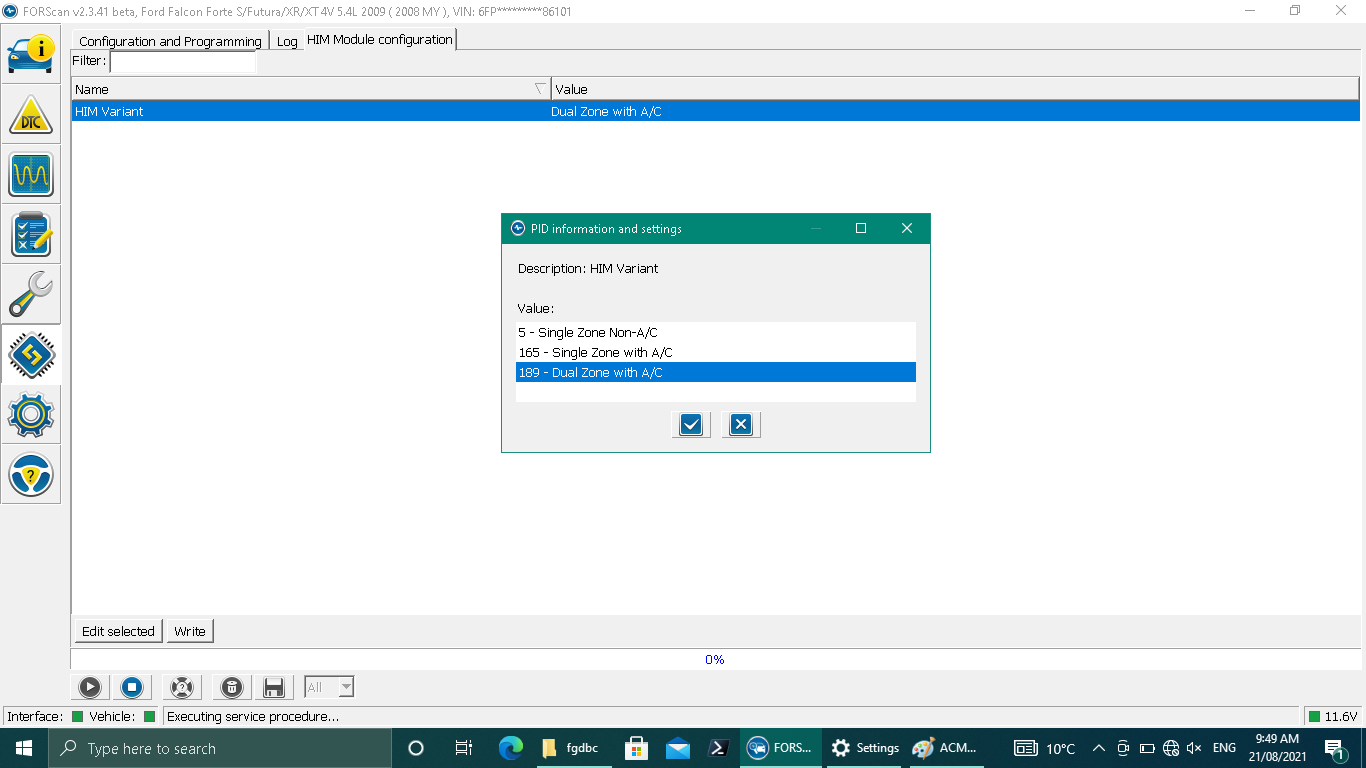 FORScan v2.3.41 beta, Ford Falcon Forte S/Futura/XR/XT4V 5.4L 2009 ( 2008 MY ), VIN: 6FP*********86101
Configuration and Programming
Log
HIM Module configuration
Filter:
Name
Value
HIM Variant
Dual Zone with A/C
DTC
PID information and settings
Description: HIM Variant
Value:
5 - Single Zone Non-A/C
165 - Single Zone with A/C
189 - Dual Zone with A/C
Edit selected
Write
0%
All
Interface:
Vehicle:
Executing service procedure...
11.6V
Type here to search
fgdbc
FORS...
Settings
ACM...
10°C
ENG
9:49 AM
21/08/2021
1